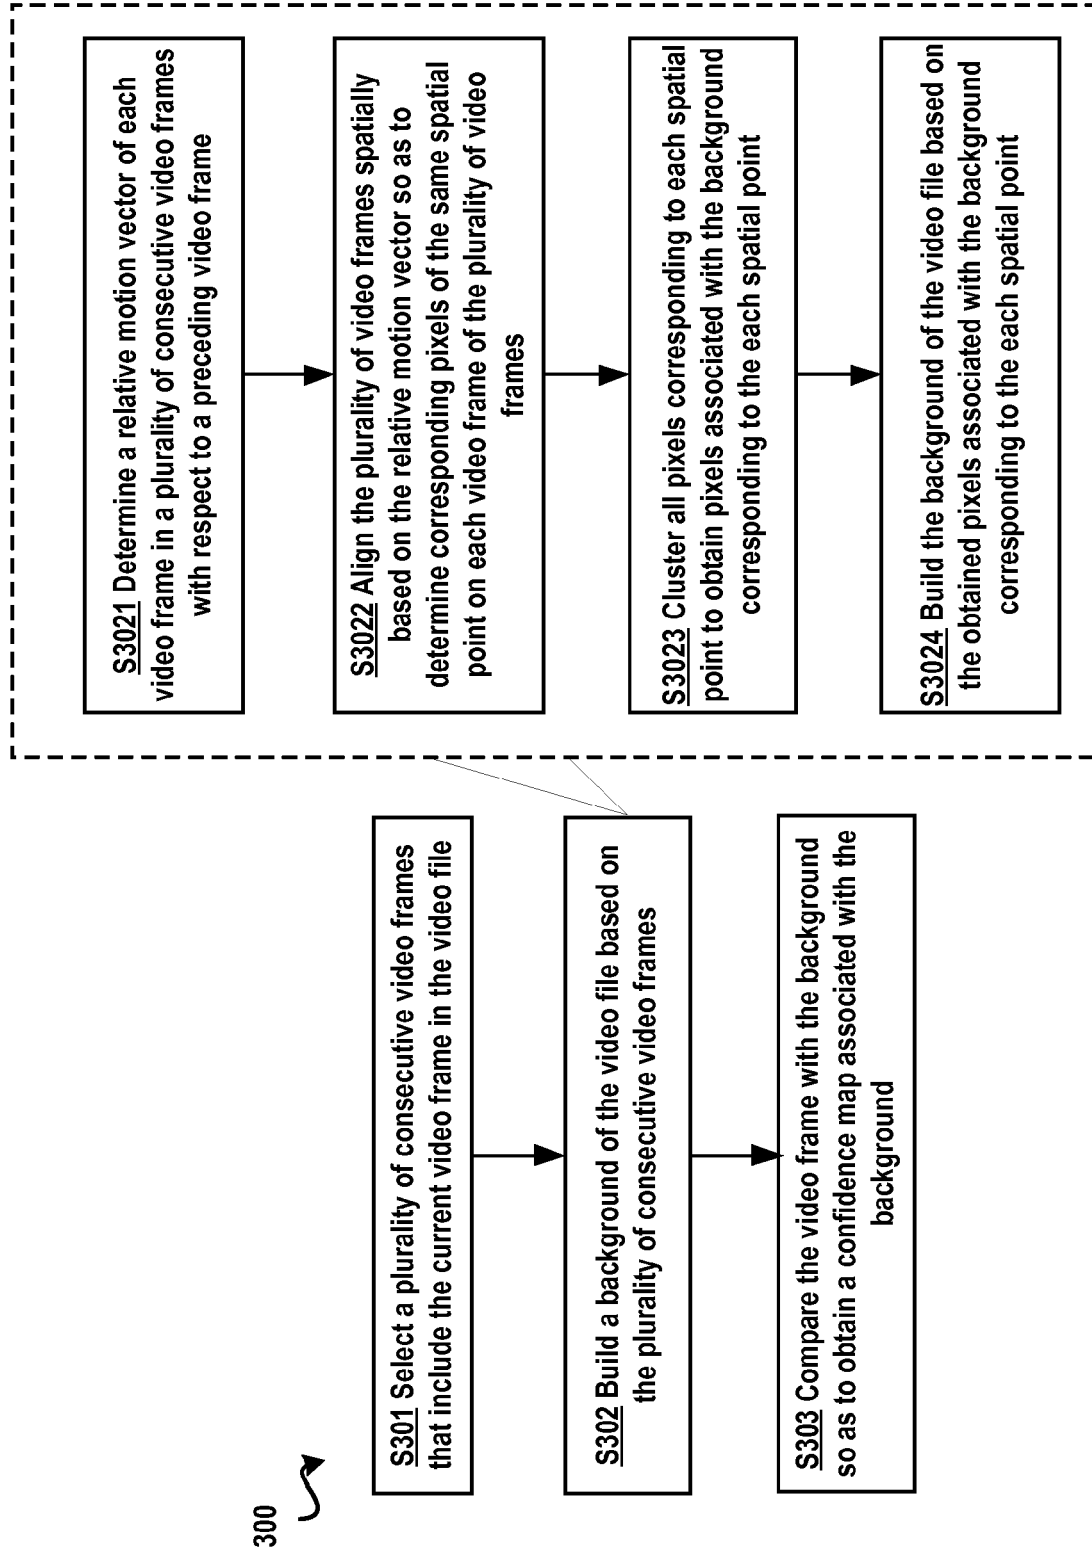 300
S301 Select a plurality of consecutive video frames
that include the current video frame in the video file
S302 Build a background of the video file based on
the plurality of consecutive video frames
S303 Compare the video frame with the background
so as to obtain a confidence map associated with the
background
S3021 Determine a relative motion vector of each
video frame in a plurality of consecutive video frames
with respect to a preceding video frame
S3022 Align the plurality of video frames spatially
based on the relative motion vector so as to
determine corresponding pixels of the same spatial
point on each video frame of the plurality of video
frames
S3023 Cluster all pixels corresponding to each spatial
point to obtain pixels associated with the background
corresponding to the each spatial point
S3024 Build the background of the video file based on
the obtained pixels associated with the background
corresponding to the each spatial point